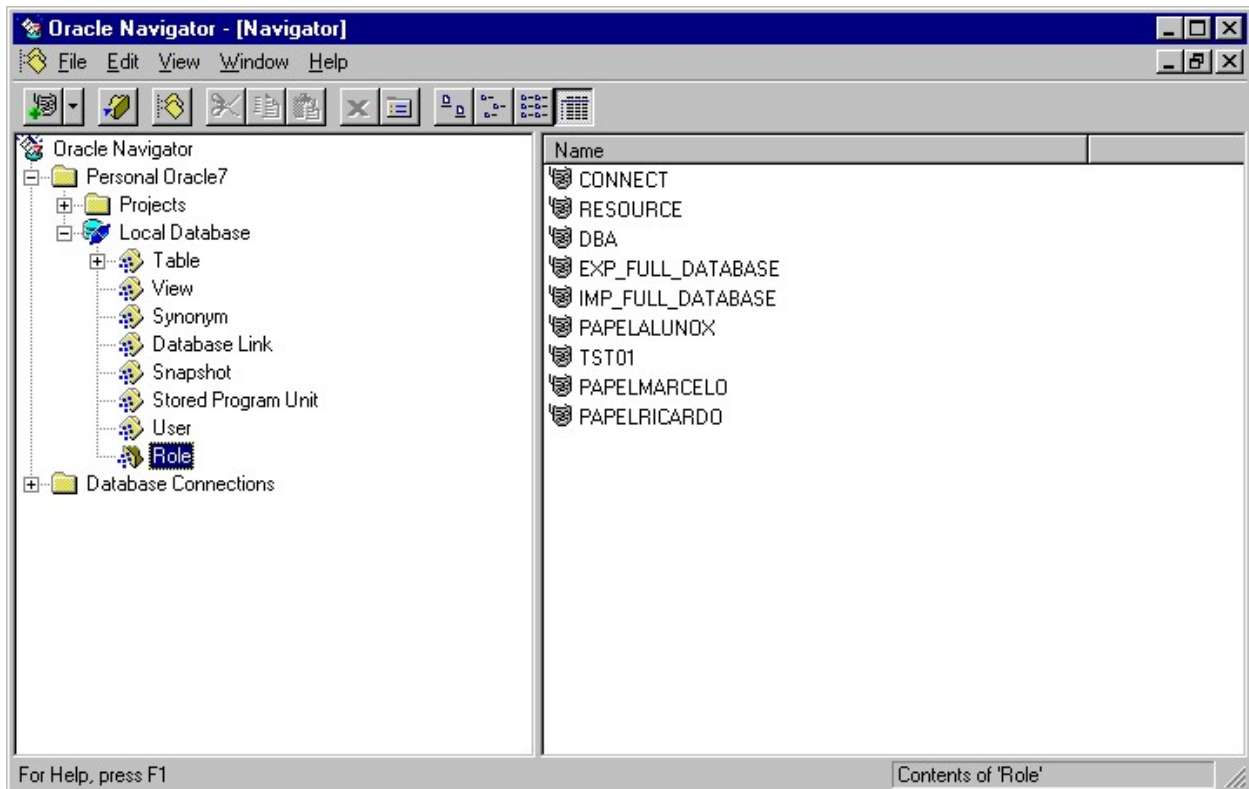 Oracle Navigator - [Navigator]
File Edit View Window Help
Oracle Navigator
Personal Oracle7
Projects
Local Database
Table
View
Synonym
Database Link
Snapshot
Stored Program Unit
User
Role
Database Connections
Name
CONNECT
RESOURCE
DBA
EXP_FULL_DATABASE
IMP_FULL_DATABASE
PAPELALUNOX
TST01
PAPELMARCELO
PAPELRICARDO
For Help, press F1
Contents of 'Role'